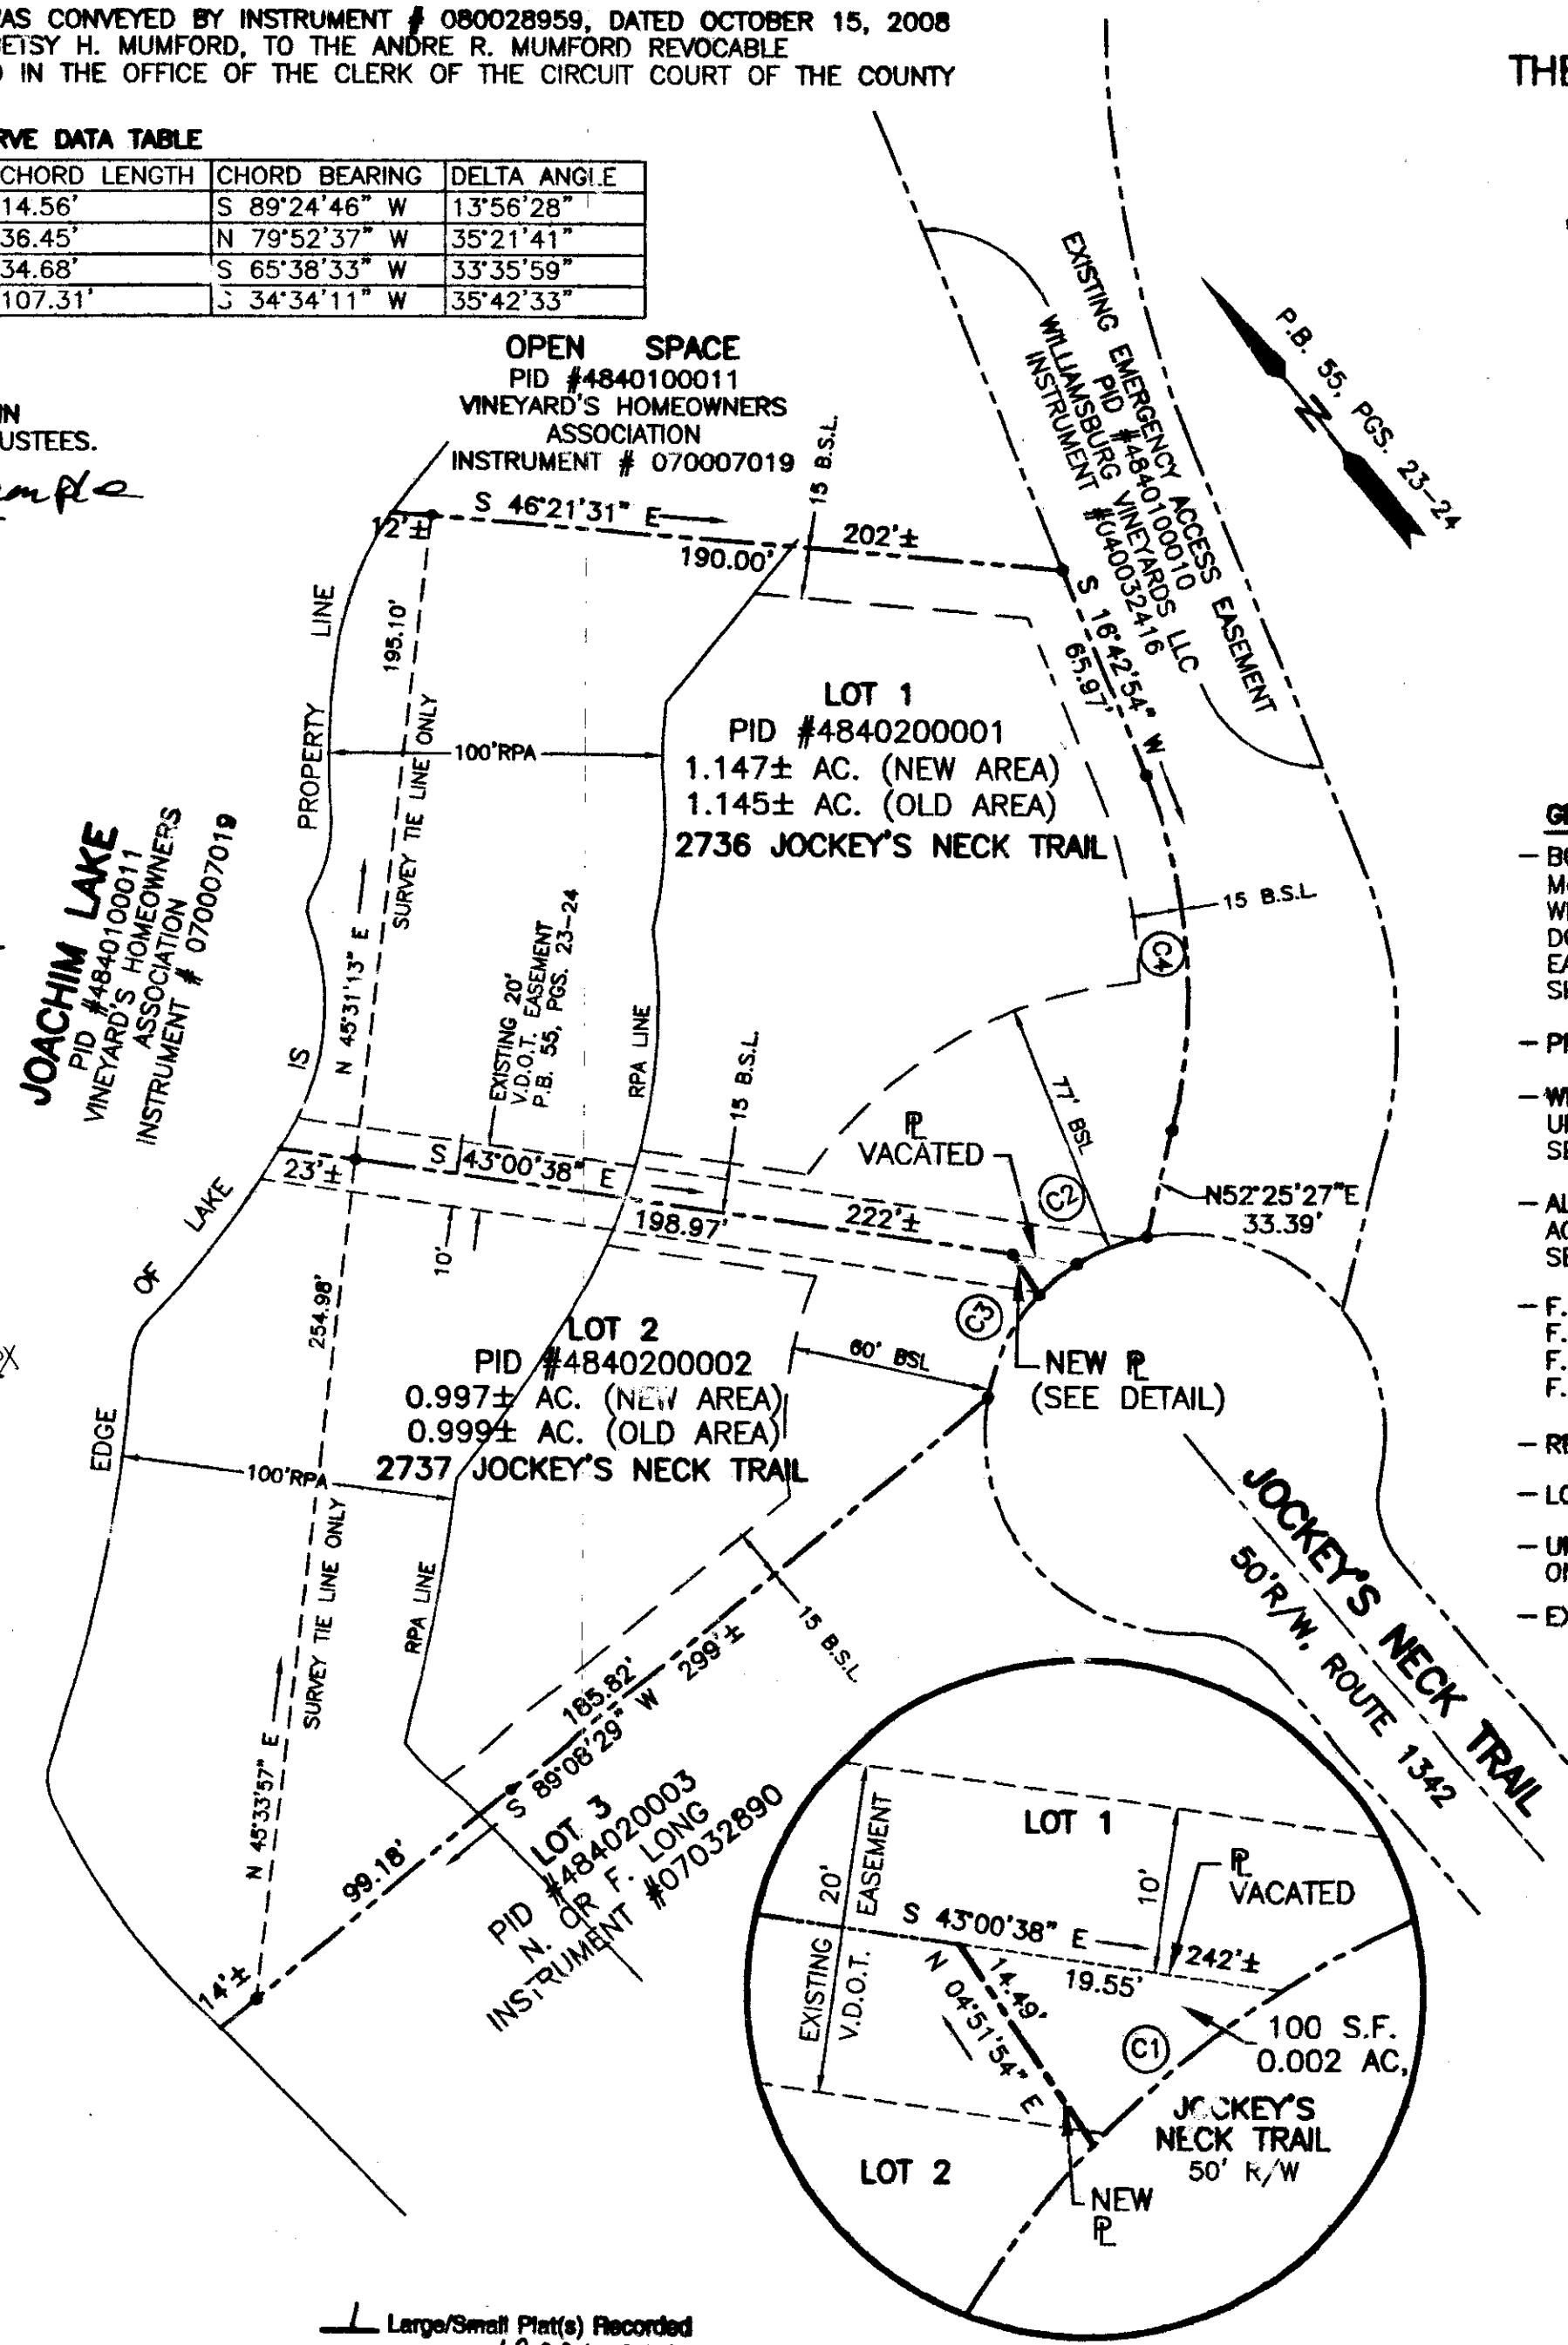 AS CONVEYED BY INSTRUMENT # 080028959, DATED OCTOBER 15, 2008
BETSY H. MUMFORD, TO THE ANDRE R. MUMFORD REVOCABLE
IN THE OFFICE OF THE CLERK OF THE CIRCUIT COURT OF THE COUNTY
THE
RVE DATA TABLE
CHORD LENGTH CHORD BEARING DELTA ANGLE
14.56' S 89°24'46" W 13°56'28"
36.45' N 79°52'37" W 35°21'41"
34.68' S 65°38'33" W 33°35'59"
107.31' S 34°34'11" W 35°42'33"
IN
USTEES.
OPEN SPACE
PID #4840100011
VINEYARD'S HOMEOWNERS
ASSOCIATION
INSTRUMENT # 070007019
EXISTING EMERGENCY ACCESS EASEMENT
PID #4840100010
WILLIAMSBURG VINEYARDS LLC
INSTRUMENT #040032416
P.B. 55, PGS. 23-24
N
15 B.S.L.
12'±
S 46°21'31" E
190.00'
202'±
S 16°42'54" W
65.97'
195.10'
SURVEY TIE LINE ONLY
N 45°31'13" E
100'RPA
LOT 1
PID #4840200001
1.147± AC. (NEW AREA)
1.145± AC. (OLD AREA)
2736 JOCKEY'S NECK TRAIL
15 B.S.L.
C4
JOACHIM LAKE
PID #4840100011
VINEYARD'S HOMEOWNERS
ASSOCIATION
INSTRUMENT # 070007019
EDGE OF LAKE IS PROPERTY LINE
EXISTING 20'
V.D.O.T. EASEMENT
P.B. 55, PGS. 23-24
RPA LINE
15 B.S.L.
77' BSL
PL
VACATED
C2
N52°25'27"E
33.39'
23'±
S 43°00'38" E
198.97'
222'±
10'
C3
NEW PL
(SEE DETAIL)
60' BSL
LOT 2
PID #4840200002
0.997± AC. (NEW AREA)
0.999± AC. (OLD AREA)
2737 JOCKEY'S NECK TRAIL
254.98'
100'RPA
SURVEY TIE LINE ONLY
N 45°33'57" E
RPA LINE
15 B.S.L.
185.82'
299'±
S 89°08'29" W
99.18'
14'±
LOT 3
PID #484020003
N. OR F. LONG
INSTRUMENT #07032890
JOCKEY'S NECK TRAIL
50'R/W, ROUTE 1342
LOT 1
EXISTING 20'
V.D.O.T. EASEMENT
10'
PL
VACATED
S 43°00'38" E
242'±
19.55'
14.49'
N 04°51'54" E
C1
100 S.F.
0.002 AC.
JOCKEY'S
NECK TRAIL
50' R/W
LOT 2
NEW
PL
- AL
- F.
F.
F.
F.
- LO
- EX
1 Large/Small Plat(s) Recorded